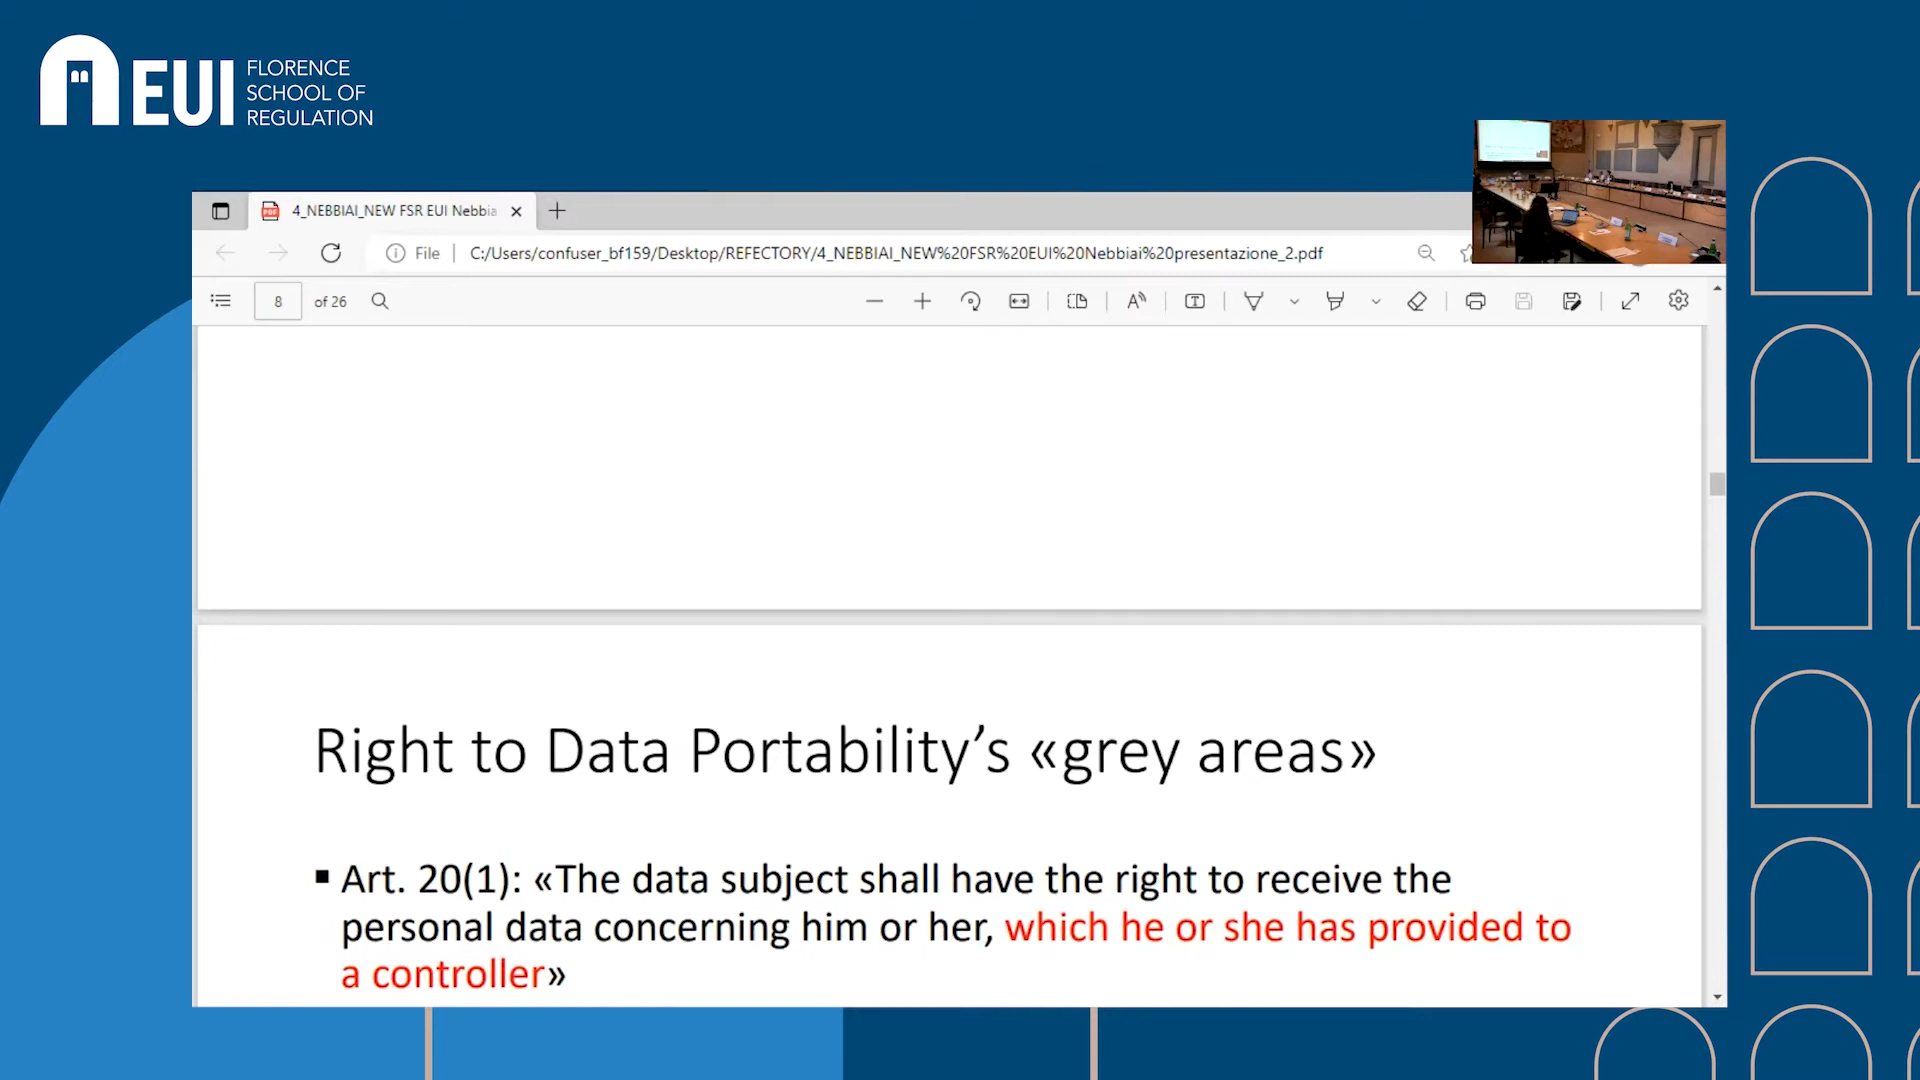 EUI
FLORENCE
SCHOOL OF
REGULATION
4_NEBBIAI_NEW FSR EUI Nebbia
File
C:/Users/confuser_bf159/Desktop/REFECTORY/4_NEBBIAI_NEW%20FSR%20EUI%20Nebbiai%20presentazione_2.pdf
8 of 26
Right to Data Portability’s «grey areas»
▪ Art. 20(1): «The data subject shall have the right to receive the
personal data concerning him or her, which he or she has provided to
a controller»